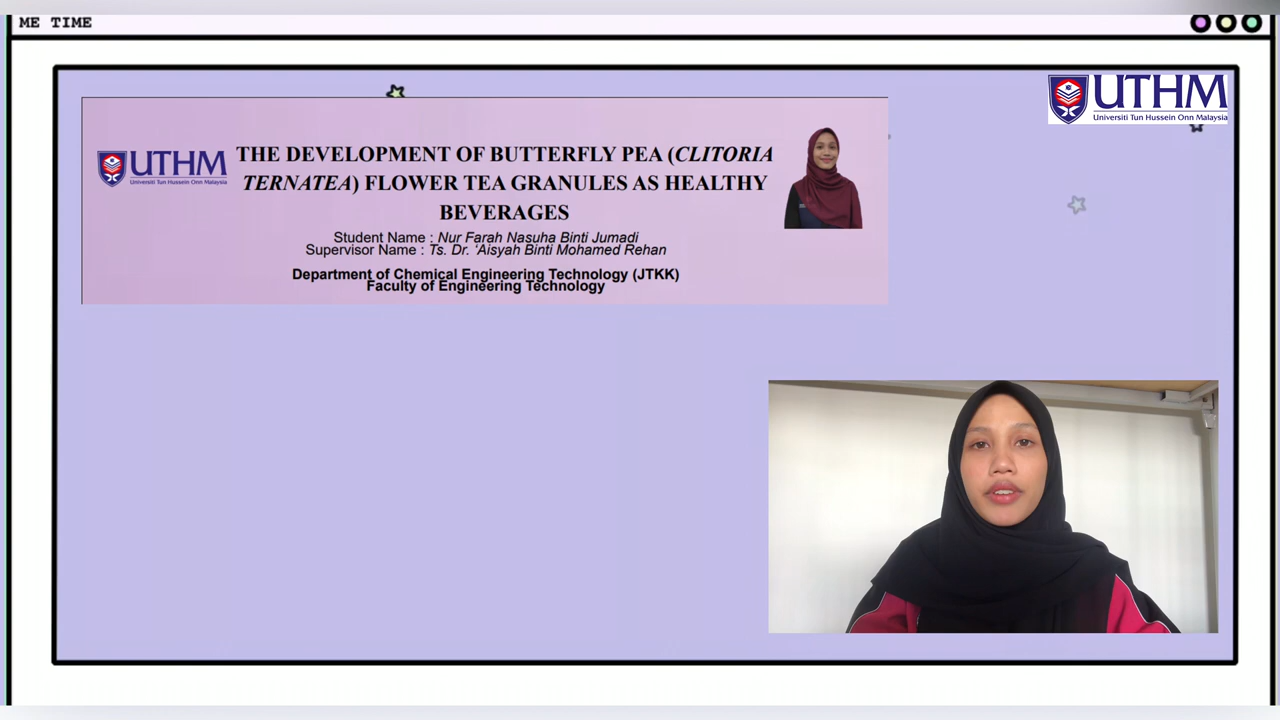 ME TIME
UTHM
Universiti Tun Hussein Onn Malaysia
UTHM
Universiti Tun Hussein Onn Malaysia
THE DEVELOPMENT OF BUTTERFLY PEA (CLITORIA
TERNATEA) FLOWER TEA GRANULES AS HEALTHY
BEVERAGES
Student Name : Nur Farah Nasuha Binti Jumadi
Supervisor Name : Ts. Dr. ‘Aisyah Binti Mohamed Rehan
Department of Chemical Engineering Technology (JTKK)
Faculty of Engineering Technology